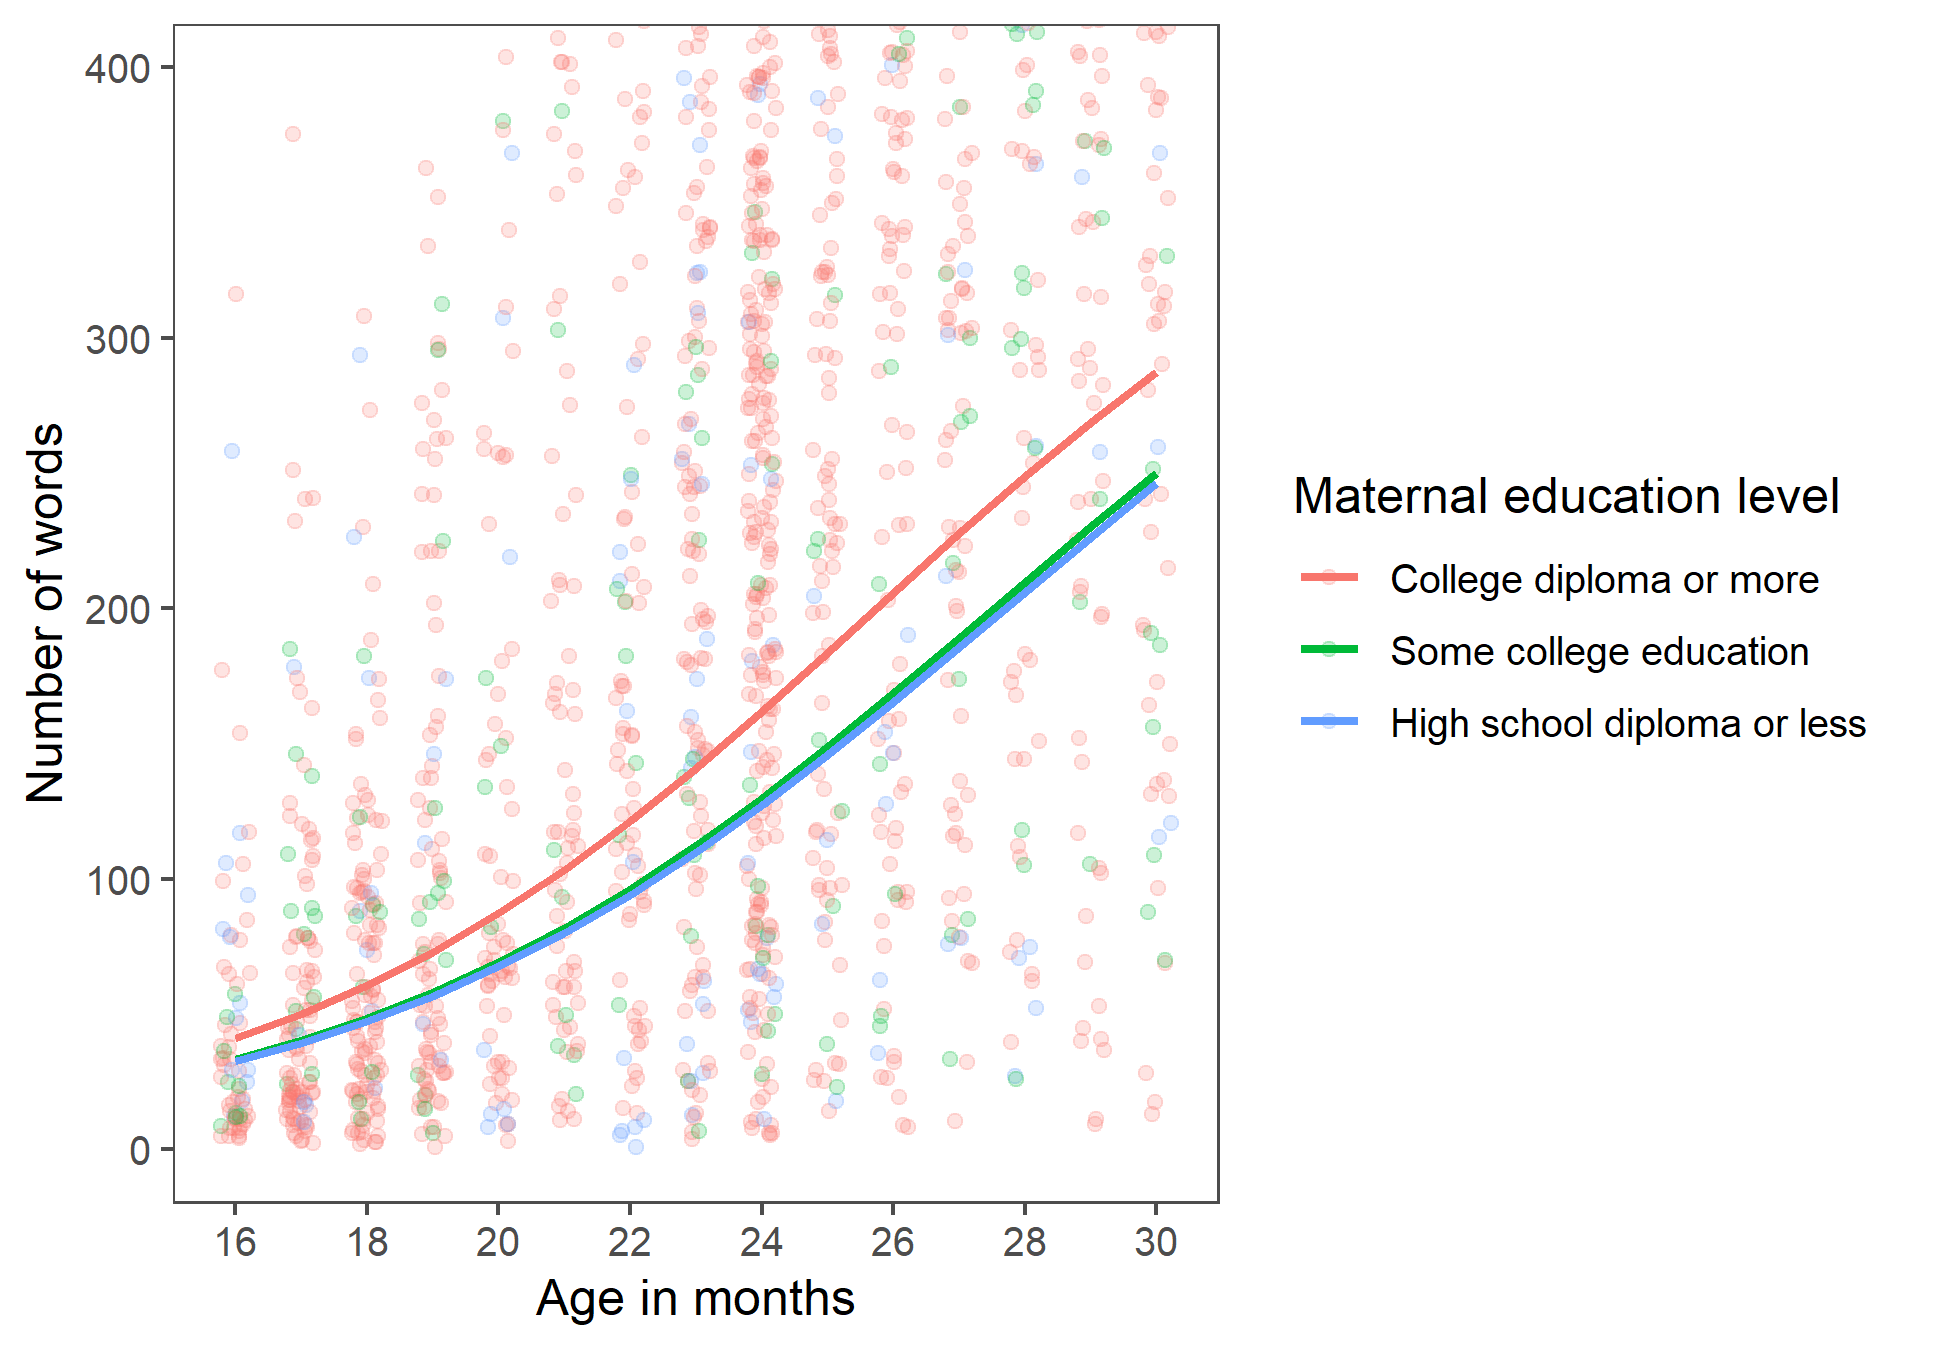 400
300
200
100
0
Number of words
16 18 20 22 24 26 28 30
Age in months
Maternal education level
College diploma or more
Some college education
High school diploma or less